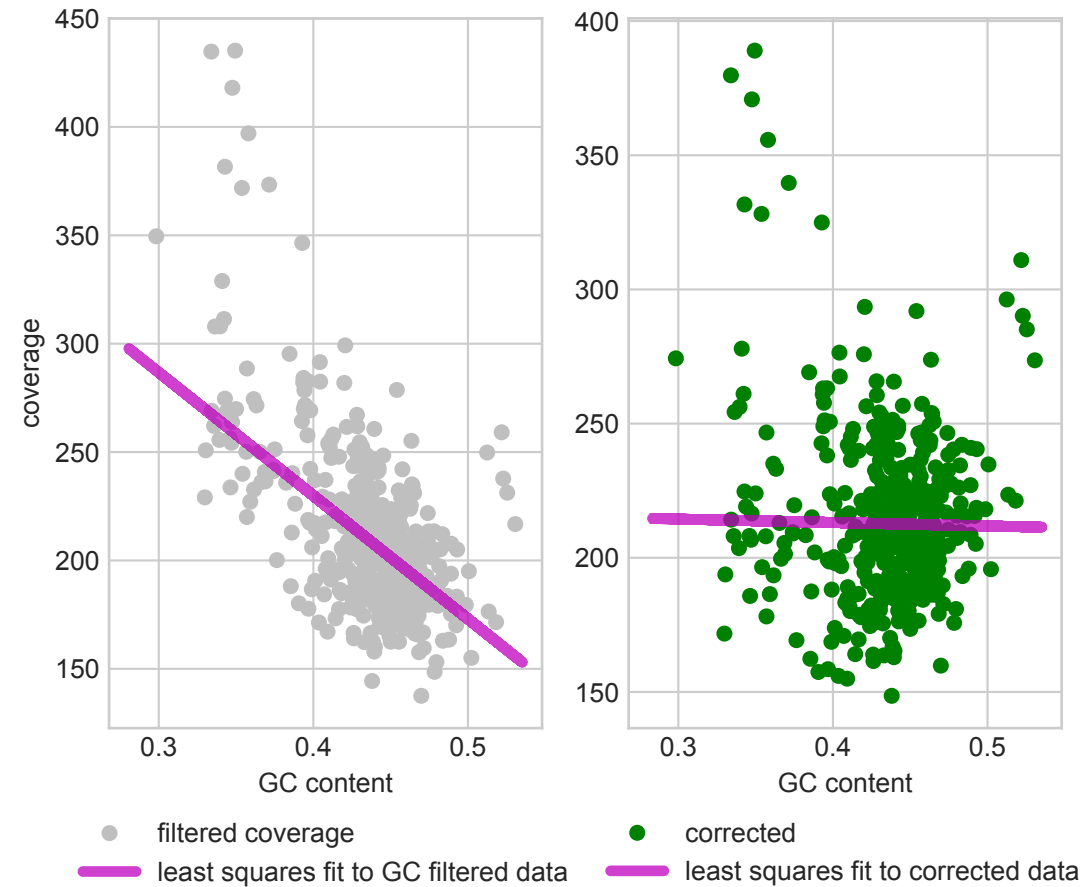 450
400
350
300
250
200
150
coverage
0.3 0.4 0.5
GC content
400
350
300
250
200
150
0.3 0.4 0.5
GC content
filtered coverage
least squares fit to GC filtered data
corrected
least squares fit to corrected data